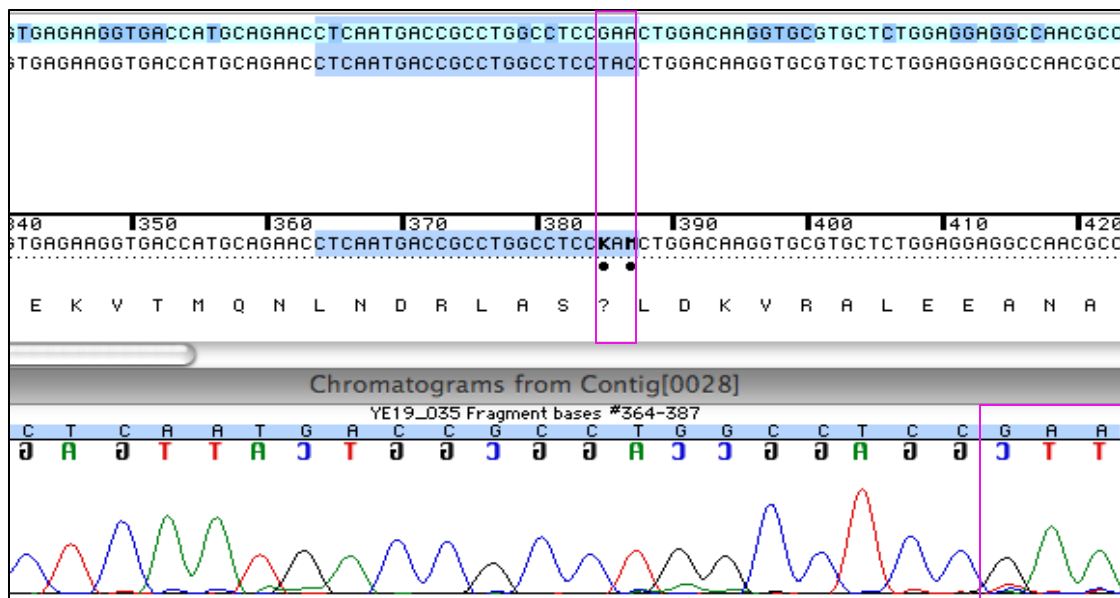 GTGAGAAGGTGACCATGCAGAACCTCAATGACCGCCTGGCCTCCGAACTGGACAAGGTGCGTGCTCTGGAGGAGGCCAACGCC
GTGAGAAGGTGACCATGCAGAACCTCAATGACCGCCTGGCCTCCTACCTGGACAAGGTGCGTGCTCTGGAGGAGGCCAACGCC
340 350 360 370 380 390 400 410 420
GTGAGAAGGTGACCATGCAGAACCTCAATGACCGCCTGGCCTCCKAMCTGGACAAGGTGCGTGCTCTGGAGGAGGCCAACGCC
E K V T M Q N L N D R L A S ? L D K V R A L E E A N A
Chromatograms from Contig[0028]
YE19_035 Fragment bases #364-387
C T C A A T G A C C G C C T G G C C T C C G A A
G A G T T A C T G G C G G A C C G G A G G C T T